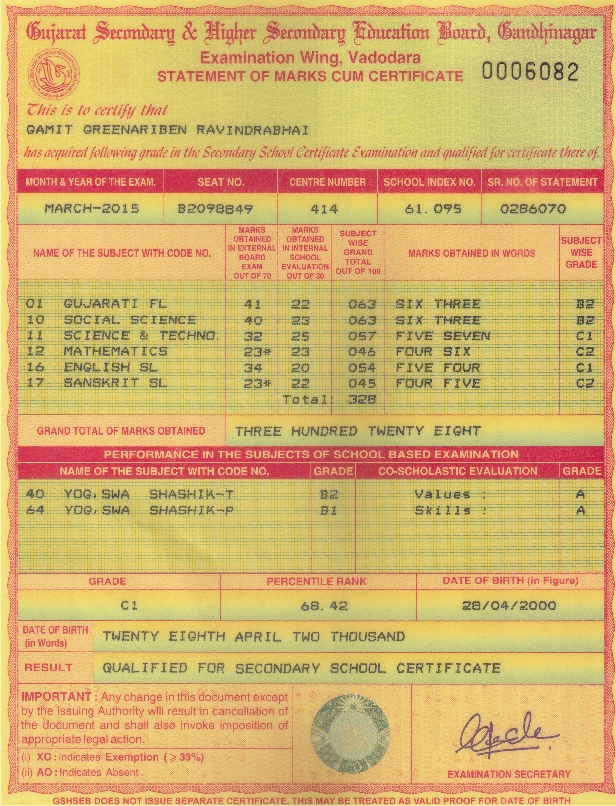 Gujarat Secondary & Higher Secondary Education Board, Gandhinagar
Examination Wing, Vadodara
STATEMENT OF MARKS CUM CERTIFICATE 0006082
This is to certify that
GAMIT GREENARIBEN RAVINDRABHAI
has acquired following grade in the Secondary School Certificate Examination and qualified for certificate there of.
MONTH & YEAR OF THE EXAM. SEAT NO. CENTRE NUMBER SCHOOL INDEX NO. SR. NO. OF STATEMENT
MARCH-2015 B2098849 414 61.095 0286070
NAME OF THE SUBJECT WITH CODE NO. MARKS OBTAINED IN EXTERNAL BOARD EXAM OUT OF 70 MARKS OBTAINED IN INTERNAL SCHOOL EVALUATION OUT OF 30 SUBJECT WISE GRAND TOTAL OUT OF 100 MARKS OBTAINED IN WORDS SUBJECT WISE GRADE
01 GUJARATI FL 41 22 063 SIX THREE B2
10 SOCIAL SCIENCE 40 23 063 SIX THREE B2
11 SCIENCE & TECHNO. 32 25 057 FIVE SEVEN C1
12 MATHEMATICS 23* 23 046 FOUR SIX C2
16 ENGLISH SL 34 20 054 FIVE FOUR C1
17 SANSKRIT SL 23* 22 045 FOUR FIVE C2
Total: 328
GRAND TOTAL OF MARKS OBTAINED THREE HUNDRED TWENTY EIGHT
PERFORMANCE IN THE SUBJECTS OF SCHOOL BASED EXAMINATION
NAME OF THE SUBJECT WITH CODE NO. GRADE CO-SCHOLASTIC EVALUATION GRADE
40 YOG,SWA SHASHIK-T B2 Values : A
64 YOG,SWA SHASHIK-P B1 Skills : A
GRADE PERCENTILE RANK DATE OF BIRTH (in Figure)
C1 68.42 28/04/2000
DATE OF BIRTH (in Words) TWENTY EIGHTH APRIL TWO THOUSAND
RESULT QUALIFIED FOR SECONDARY SCHOOL CERTIFICATE
IMPORTANT : Any change in this document except
by the Issuing Authority will result in cancellation of
the document and shall also invoke imposition of
appropriate legal action.
(i) XO : indicates Exemption (≥ 33%)
(ii) AO : Indicates Absent
EXAMINATION SECRETARY
GSHSEB DOES NOT ISSUE SEPARATE CERTIFICATE, THIS MAY BE TREATED AS VALID PROOF FOR DATE OF BIRTH